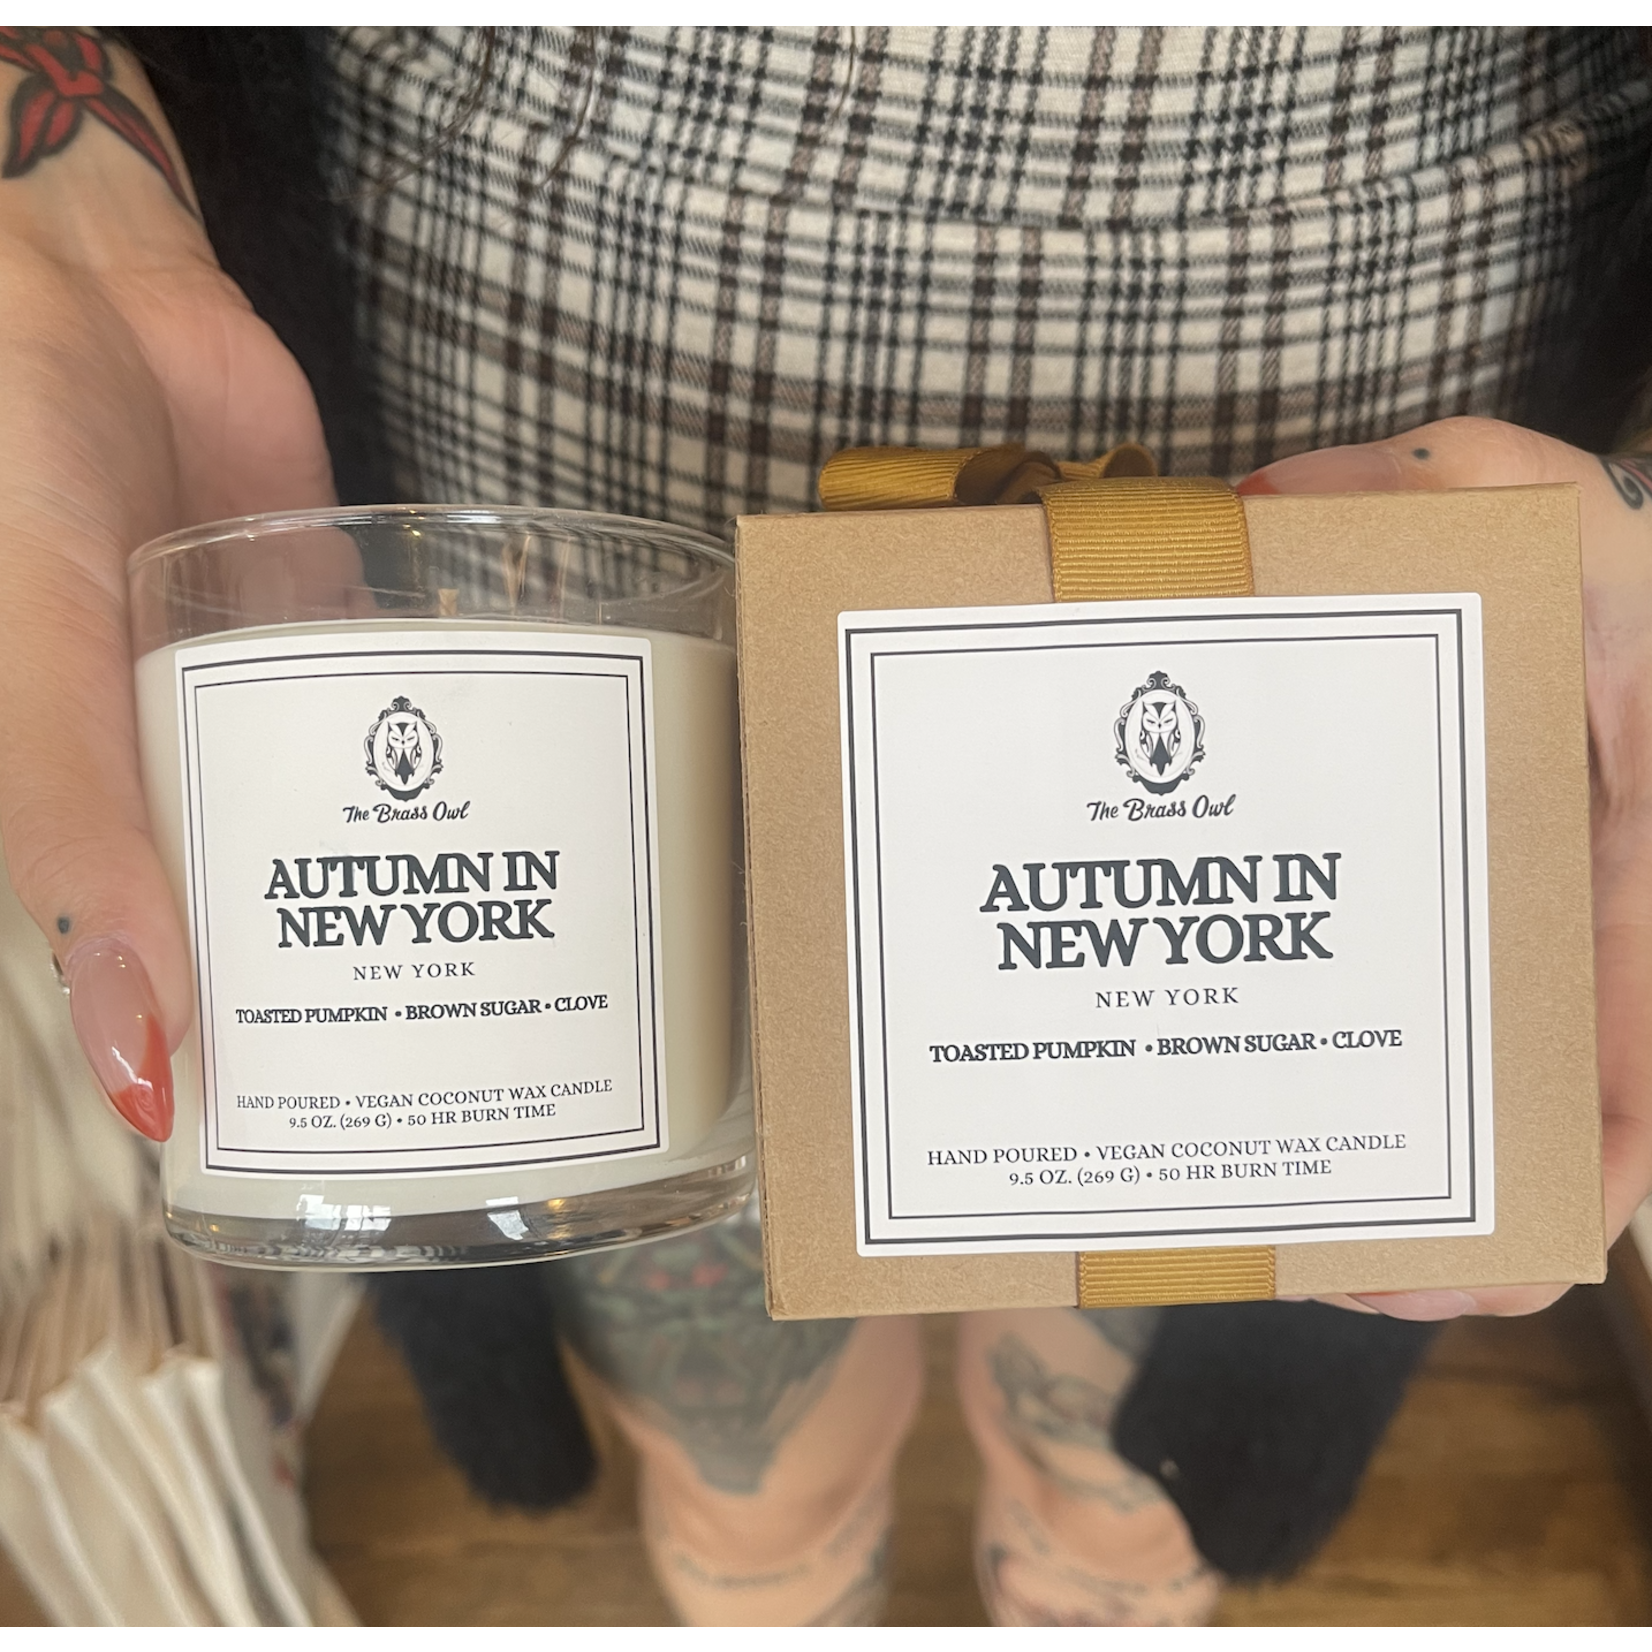 The Brass Owl
AUTUMN IN
NEW YORK
NEW YORK
TOASTED PUMPKIN • BROWN SUGAR • CLOVE
HAND POURED • VEGAN COCONUT WAX CANDLE
9.5 OZ. (269 G) • 50 HR BURN TIME
The Brass Owl
AUTUMN IN
NEW YORK
NEW YORK
TOASTED PUMPKIN • BROWN SUGAR • CLOVE
HAND POURED • VEGAN COCONUT WAX CANDLE
9.5 OZ. (269 G) • 50 HR BURN TIME